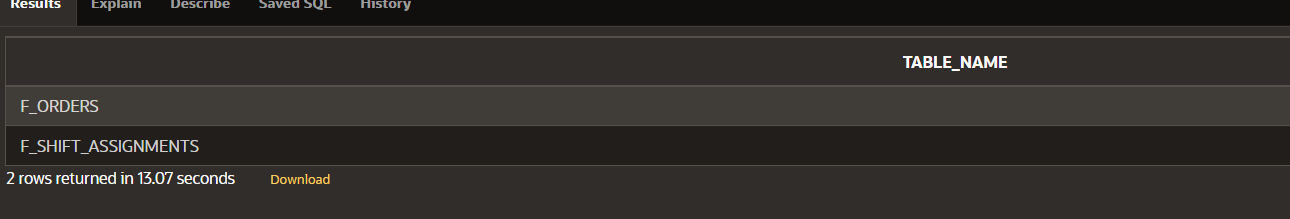 Results Explain Describe Saved SQL History
TABLE_NAME
F_ORDERS
F_SHIFT_ASSIGNMENTS
2 rows returned in 13.07 seconds Download